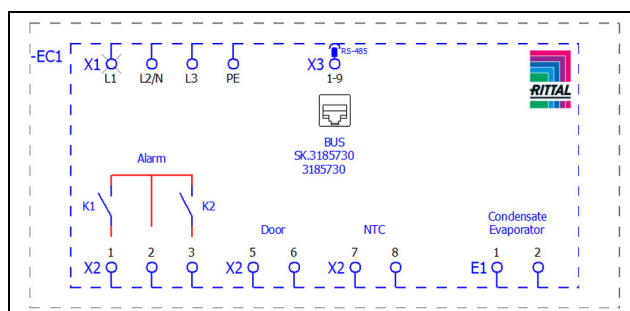 -EC1
X1 L1 L2/N L3 PE
X3 RS-485
1-9
RITTAL
BUS
SK.3185730
3185730
Alarm
K1 K2
Door NTC Condensate
Evaporator
X2 1 2 3 X2 5 6 X2 7 8 E1 1 2